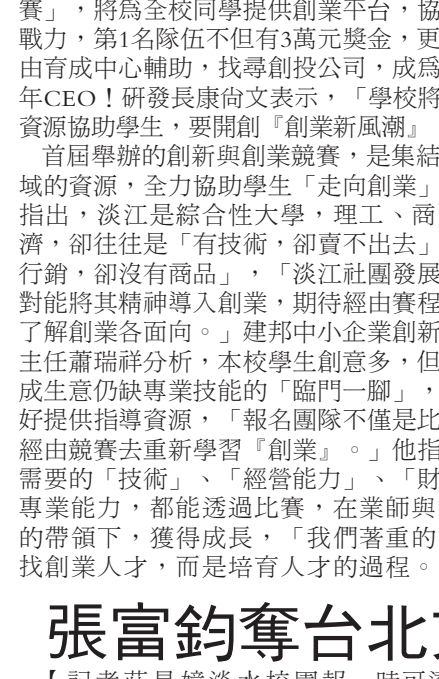 賽」，將為全校同學提供創業平台，協
戰力，第1名隊伍不但有3萬元獎金，更
由育成中心輔助，找尋創投公司，成為
年CEO！研發長康尚文表示，「學校將
資源協助學生，要開創『創業新風潮』
首屆舉辦的創新與創業競賽，是集結
域的資源，全力協助學生「走向創業」
指出，淡江是綜合性大學，理工、商
濟，卻往往是「有技術，卻賣不出去」
行銷，卻沒有商品」，「淡江社團發展
對能將其精神導入創業，期待經由賽程
了解創業各面向。」建邦中小企業創新
主任蕭瑞祥分析，本校學生創意多，但
成生意仍缺專業技能的「臨門一腳」，
好提供指導資源，「報名團隊不僅是比
經由競賽去重新學習『創業』。」他指
需要的「技術」、「經營能力」、「財
專業能力，都能透過比賽，在業師與
的帶領下，獲得成長，「我們著重的
找創業人才，而是培育人才的過程。
張富鈞奪台北